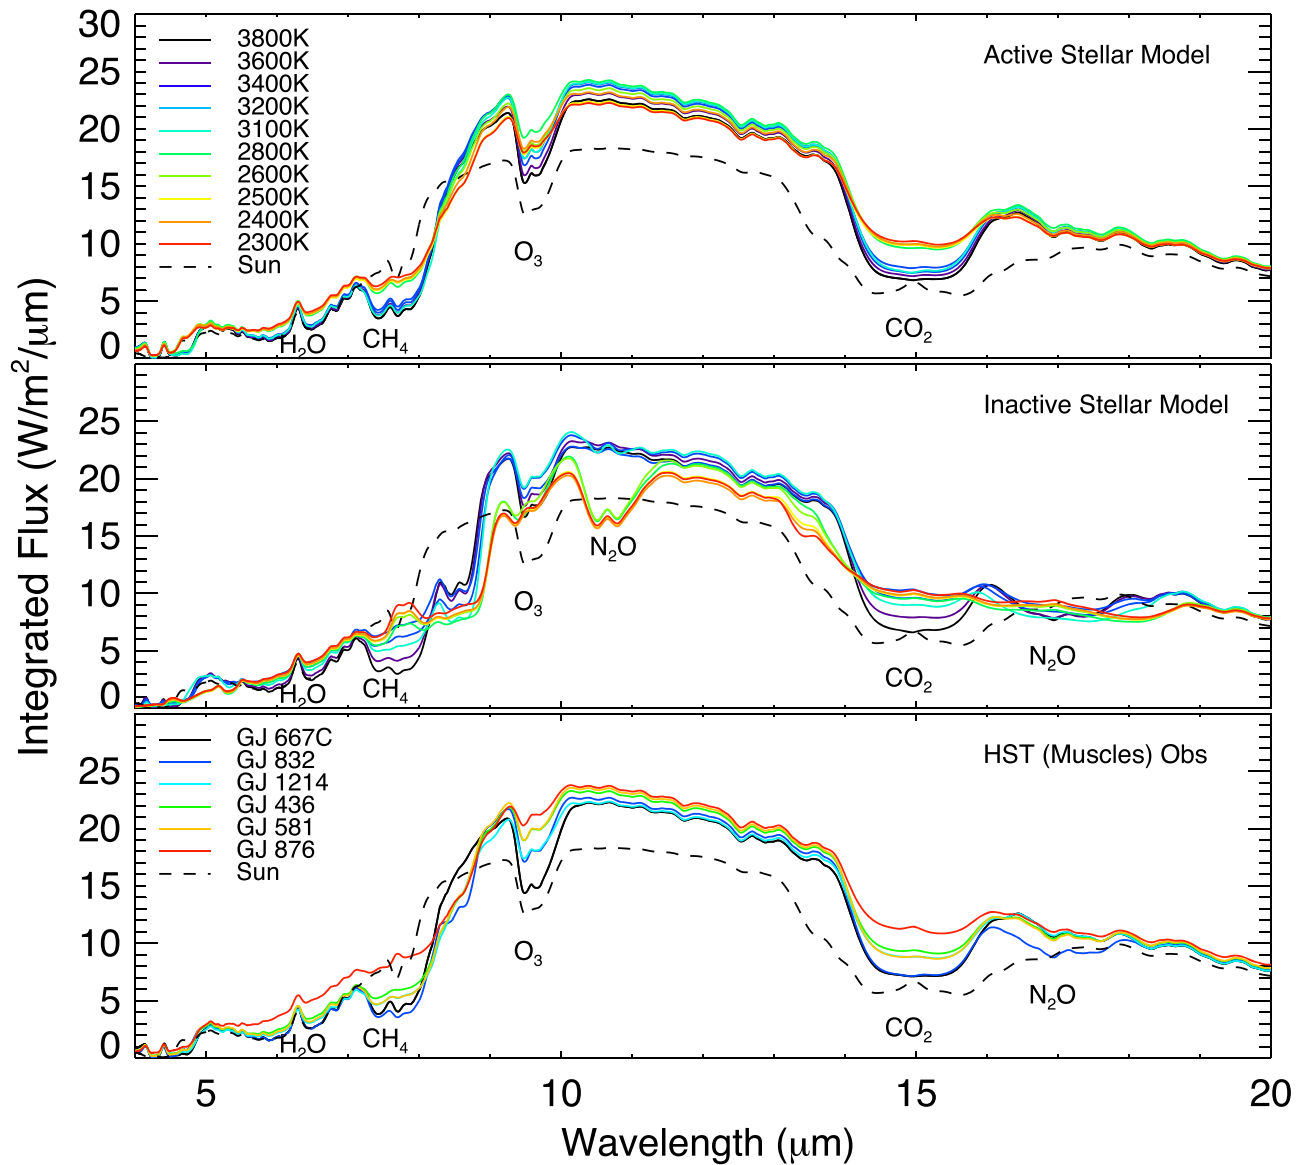 Integrated Flux (W/m²/μm)
30
25
20
15
10
5
0
3800K
3600K
3400K
3200K
3100K
2800K
2600K
2500K
2400K
2300K
Sun
Active Stellar Model
H₂O
CH₄
O₃
CO₂
25
20
15
10
5
0
Inactive Stellar Model
H₂O
CH₄
O₃
N₂O
CO₂
N₂O
25
20
15
10
5
0
GJ 667C
GJ 832
GJ 1214
GJ 436
GJ 581
GJ 876
Sun
HST (Muscles) Obs
H₂O
CH₄
O₃
CO₂
N₂O
5 10 15 20
Wavelength (μm)